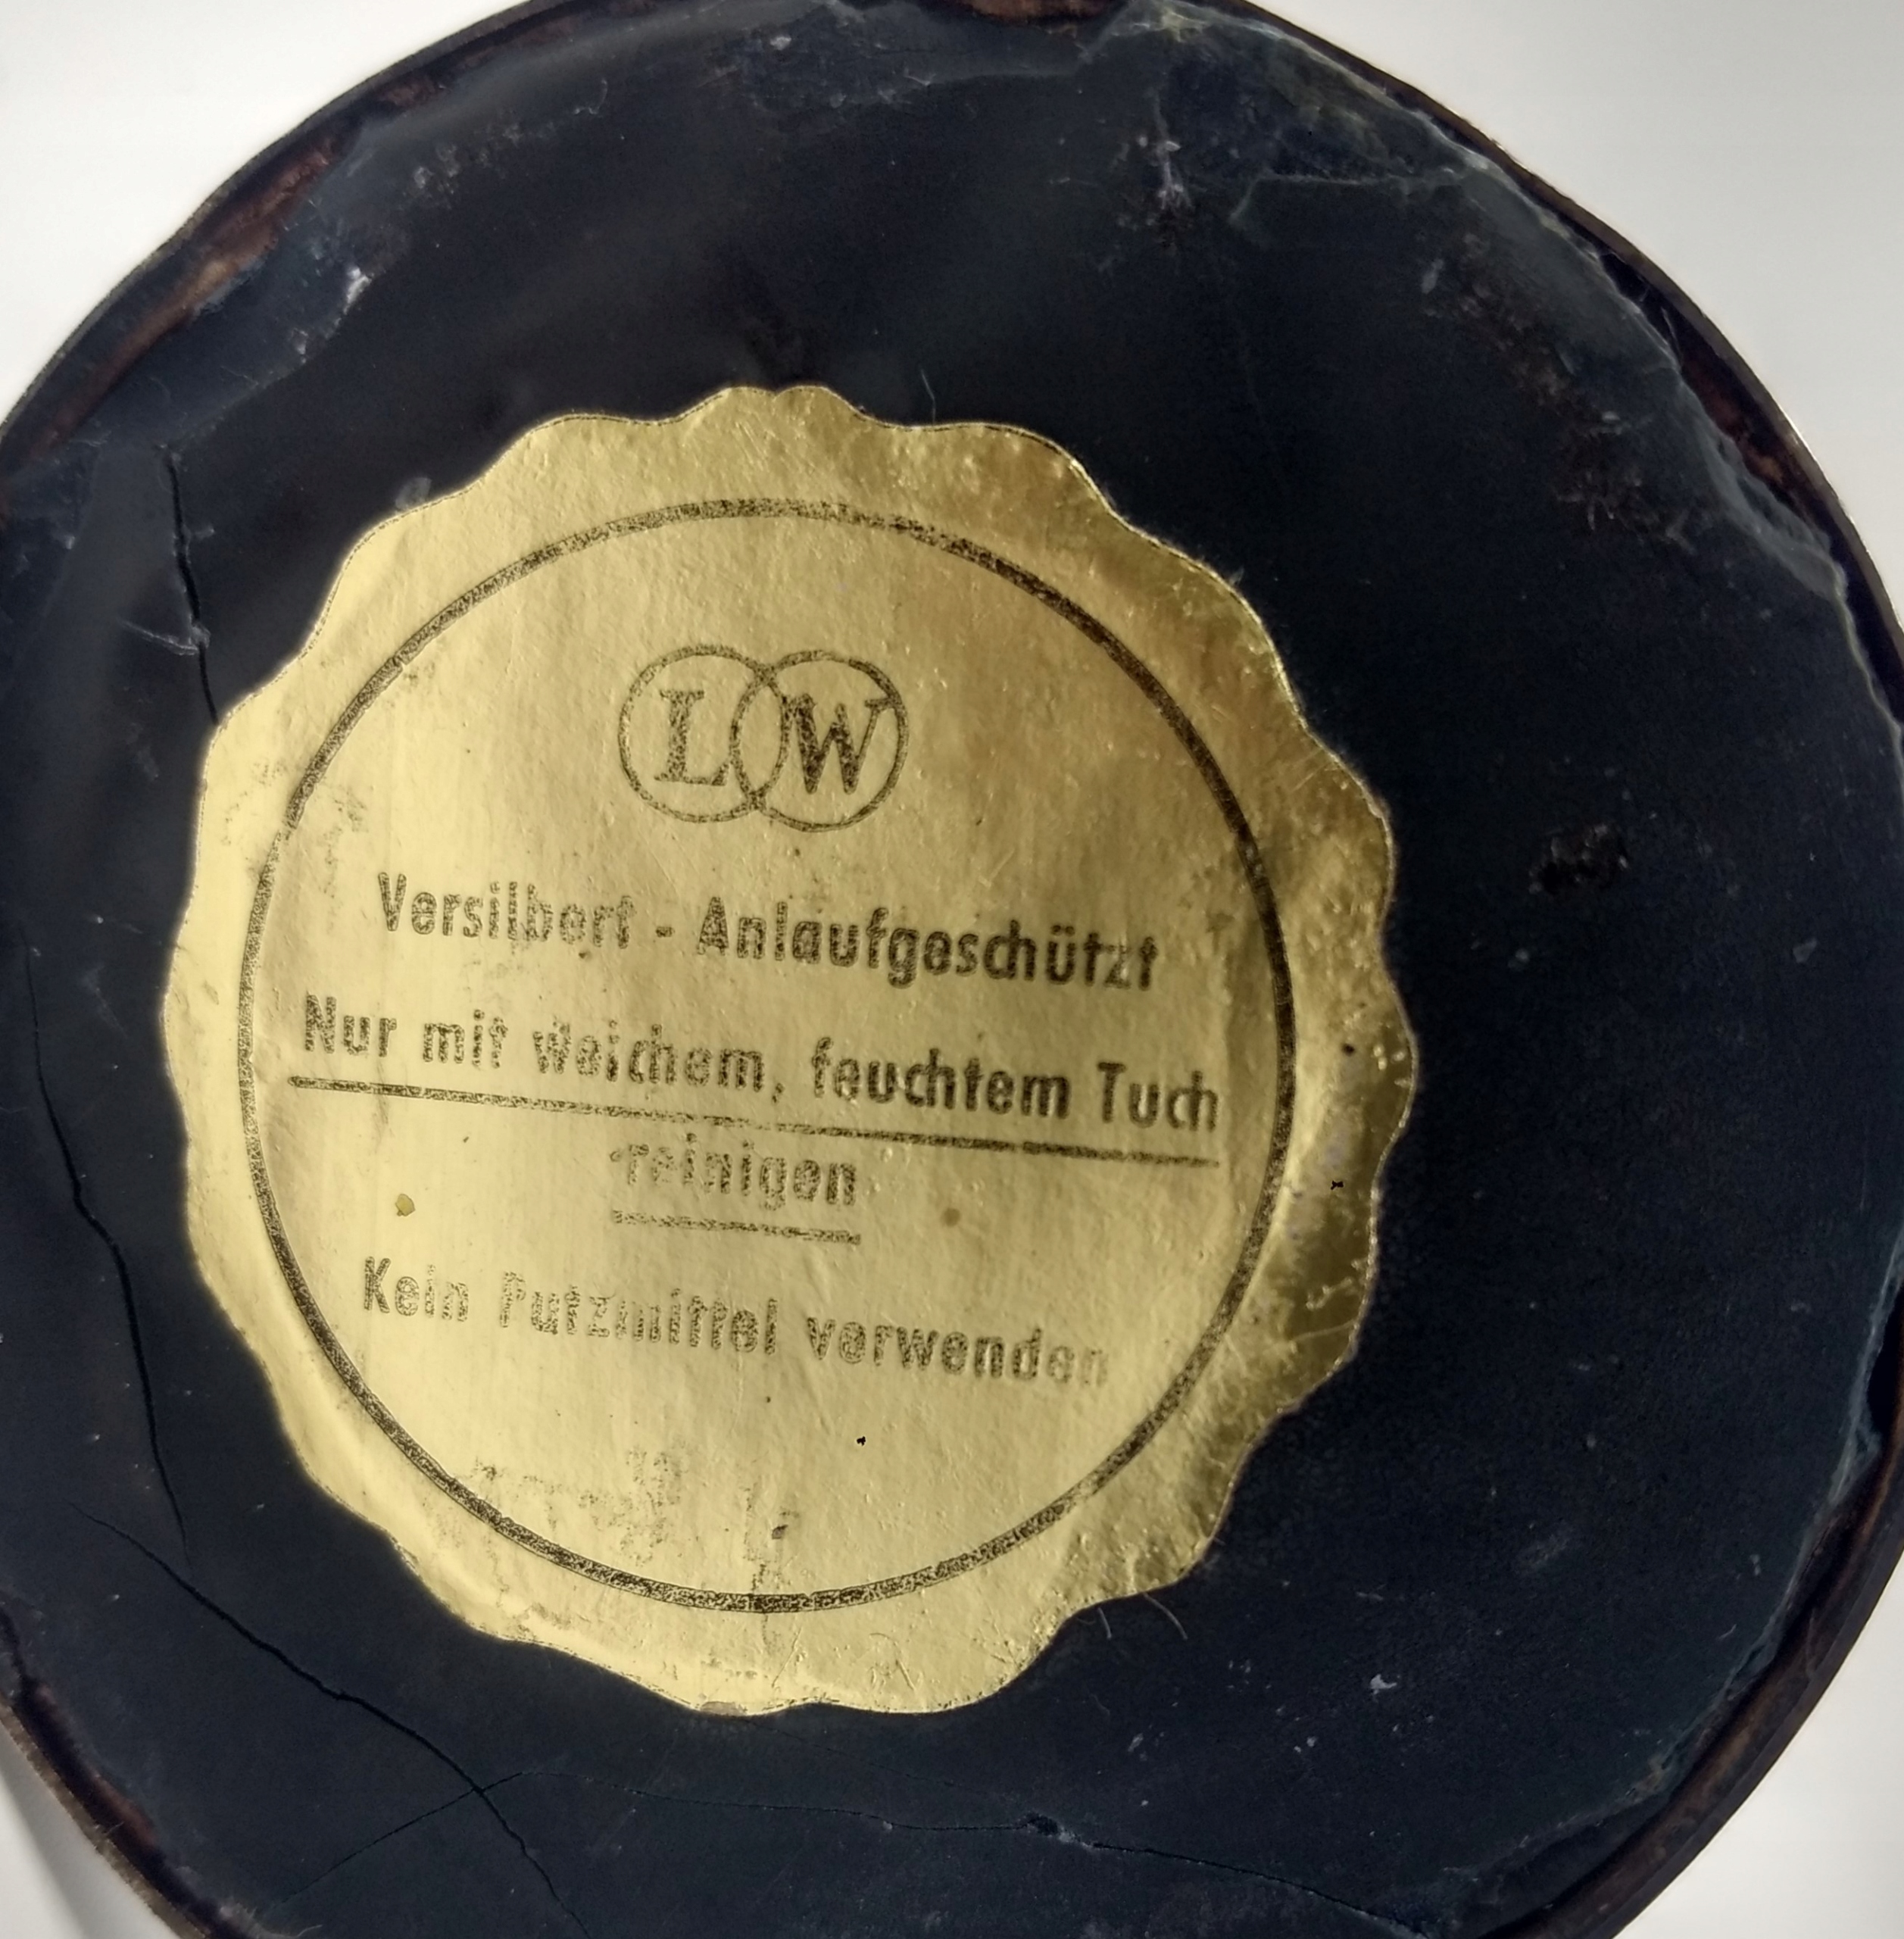 LW
Versilbert - Anlaufgeschützt
Nur mit weichem, feuchtem Tuch
reinigen
Kein Putzmittel verwenden